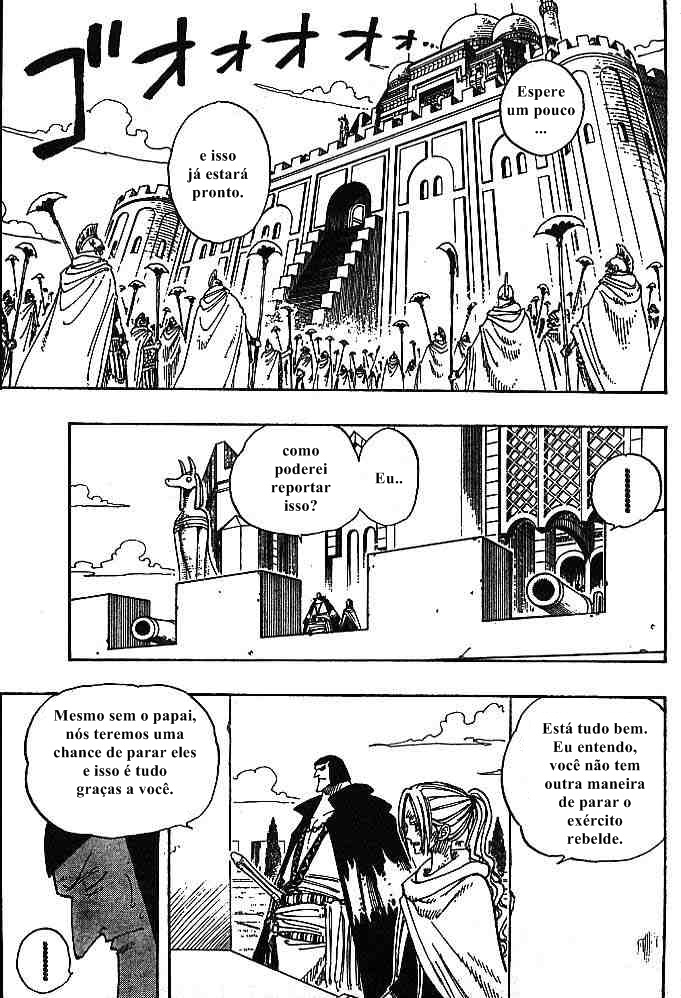 ゴオオオオオ…
Espere
um pouco
...
e isso
já estará
pronto.
Eu..
como
poderei
reportar
isso?
Está tudo bem.
Eu entendo,
você não tem
outra maneira
de parar o
exército
rebelde.
Mesmo sem o papai,
nós teremos uma
chance de parar eles
e isso é tudo
graças a você.